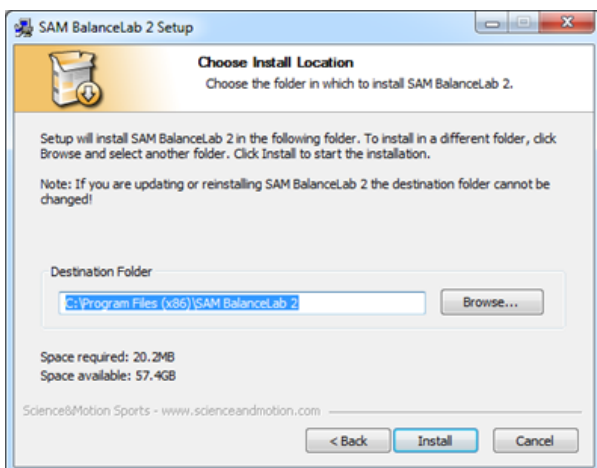 SAM BalanceLab 2 Setup
Choose Install Location
Choose the folder in which to install SAM BalanceLab 2.
Setup will install SAM BalanceLab 2 in the following folder. To install in a different folder, click
Browse and select another folder. Click Install to start the installation.
Note: If you are updating or reinstalling SAM BalanceLab 2 the destination folder cannot be
changed!
Destination Folder
C:\Program Files (x86)\SAM BalanceLab 2
Browse...
Space required: 20.2MB
Space available: 57.4GB
Science&Motion Sports - www.scienceandmotion.com
< Back Install Cancel